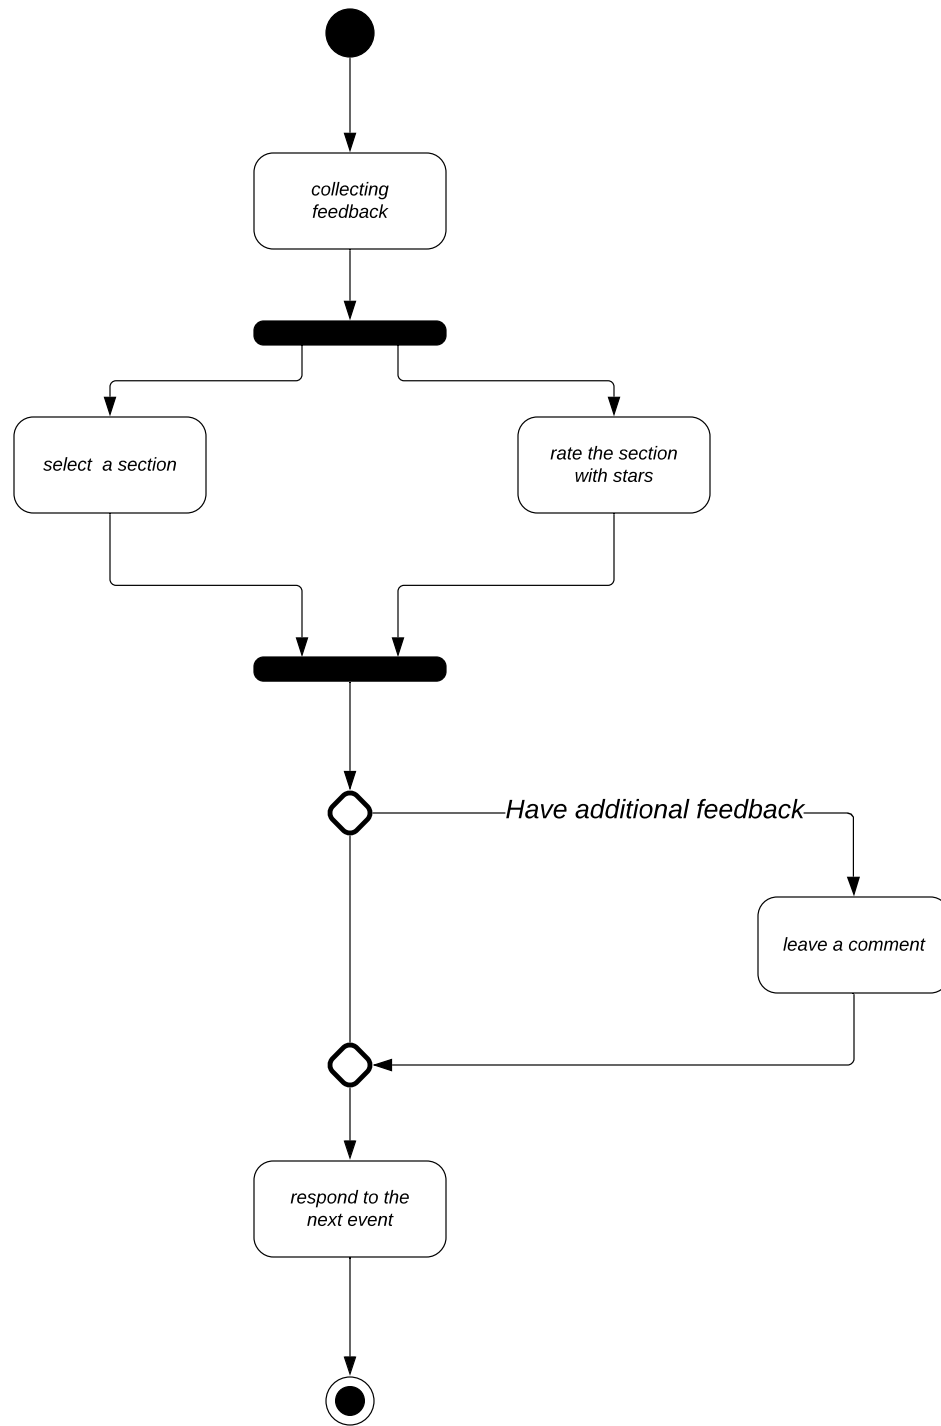 collecting
feedback
select  a section
rate the section
with stars
Have additional feedback
leave a comment
respond to the
next event